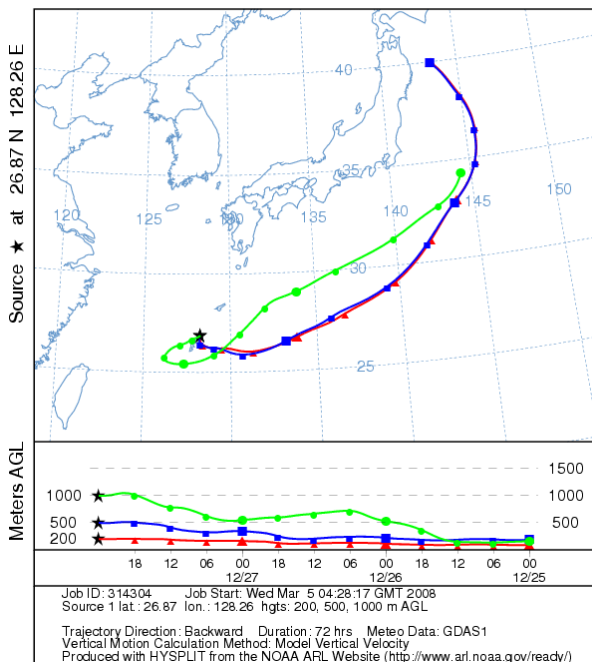 Source ★ at 26.87 N 128.26 E
40
35
120
125
130
135
140
145
150
30
25
Meters AGL
1500
1000
1000
500
500
200
18 12 06 00 18 12 06 00 18 12 06 00
12/27 12/26 12/25
Job ID: 314304 Job Start: Wed Mar 5 04:28:17 GMT 2008
Source 1 lat.: 26.87 lon.: 128.26 hgts: 200, 500, 1000 m AGL
Trajectory Direction: Backward Duration: 72 hrs Meteo Data: GDAS1
Vertical Motion Calculation Method: Model Vertical Velocity
Produced with HYSPLIT from the NOAA ARL Website (http://www.arl.noaa.gov/ready/)